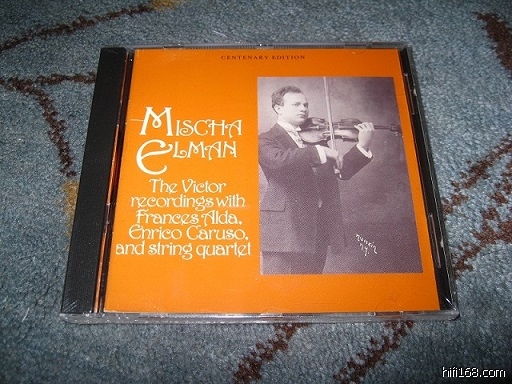 CENTENARY EDITION
MISCHA
ELMAN
The Victor
recordings with
Frances Alda,
Enrico Caruso,
and string quartet
hifi168.com